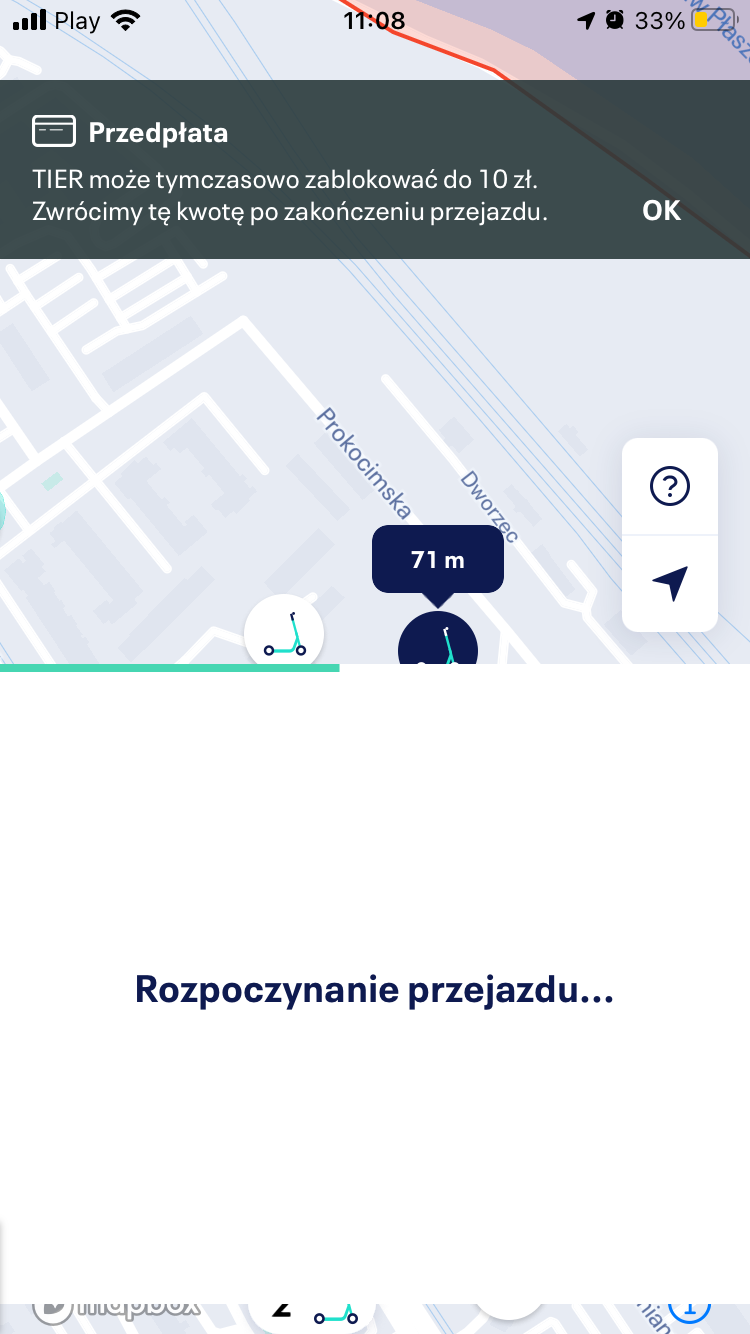 Play
11:08
33%
Przedpłata
TIER może tymczasowo zablokować do 10 zł.
Zwrócimy tę kwotę po zakończeniu przejazdu.
OK
Prokocimska
Dworzec
?
71 m
Rozpoczynanie przejazdu...
mapbox